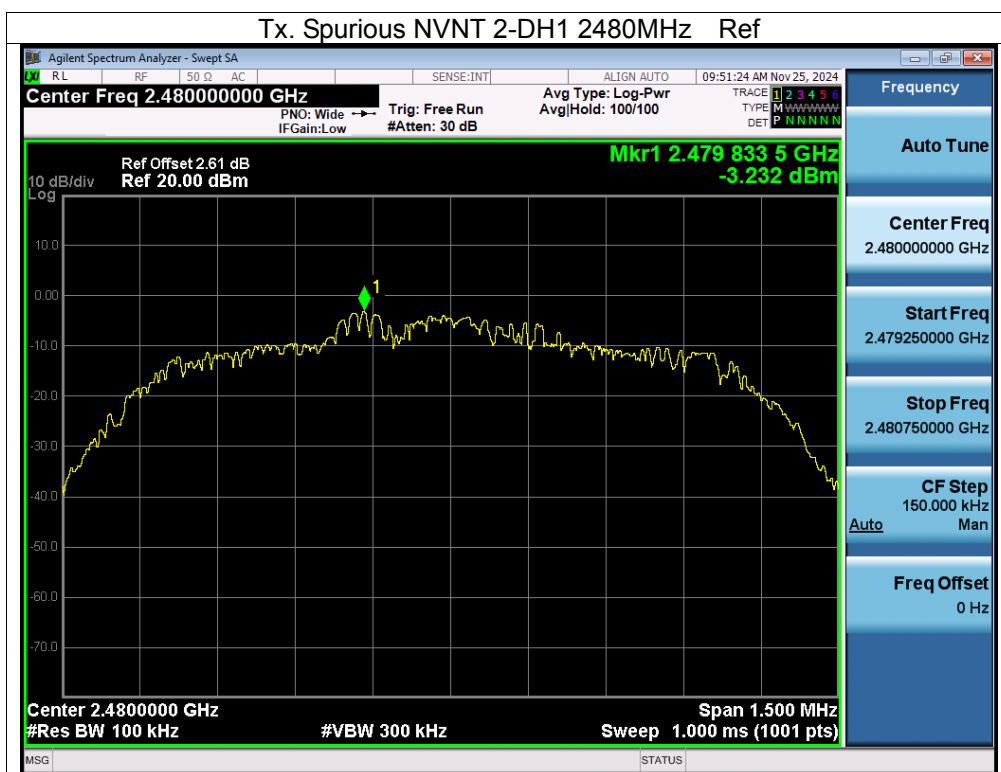 Tx. Spurious NVNT 2-DH1 2480MHz Ref
Agilent Spectrum Analyzer - Swept SA
LXI RL RF 50 Ω AC SENSE:INT ALIGN AUTO 09:51:24 AM Nov 25, 2024
Center Freq 2.480000000 GHz
PNO: Wide
IFGain:Low
Trig: Free Run
#Atten: 30 dB
Avg Type: Log-Pwr
Avg|Hold: 100/100
TRACE 1 2 3 4 5 6
TYPE M WWWWW
DET P N N N N N
Mkr1 2.479 833 5 GHz
-3.232 dBm
Ref Offset 2.61 dB
10 dB/div Ref 20.00 dBm
Log
10.0
0.00
-10.0
-20.0
-30.0
-40.0
-50.0
-60.0
-70.0
1
Center 2.4800000 GHz Span 1.500 MHz
#Res BW 100 kHz #VBW 300 kHz Sweep 1.000 ms (1001 pts)
MSG STATUS
Frequency
Auto Tune
Center Freq
2.480000000 GHz
Start Freq
2.479250000 GHz
Stop Freq
2.480750000 GHz
CF Step
150.000 kHz
Auto Man
Freq Offset
0 Hz